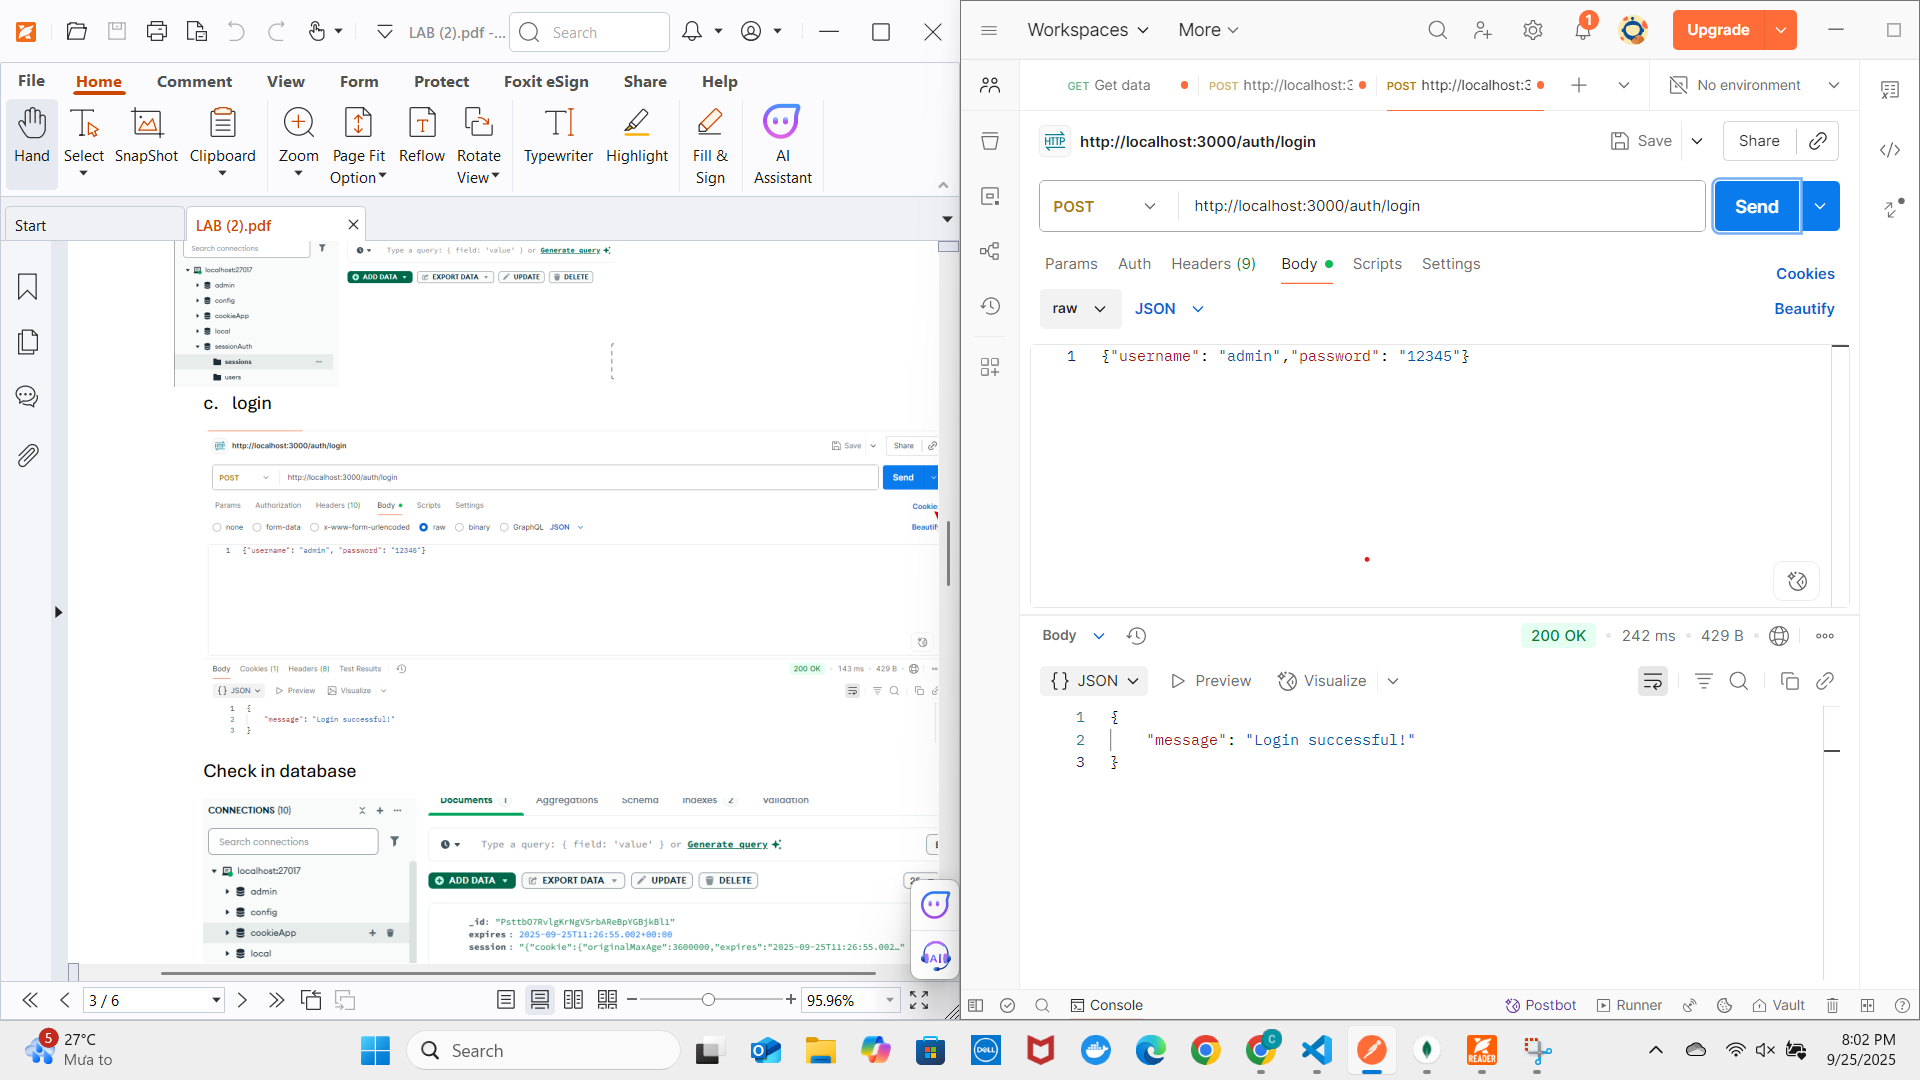 LAB (2).pdf -...
Search
File
Home
Comment
View
Form
Protect
Foxit eSign
Share
Help
Hand
Select
SnapShot
Clipboard
Zoom
Page Fit Option
Reflow
Rotate View
Typewriter
Highlight
Fill & Sign
AI Assistant
Start
LAB (2).pdf
Search connections
Type a query: { field: 'value' } or Generate query
localhost:27017
ADD DATA
EXPORT DATA
UPDATE
DELETE
admin
config
cookieApp
local
sessionAuth
sessions
users
c. login
http://localhost:3000/auth/login
Save
Share
POST
http://localhost:3000/auth/login
Send
Params
Authorization
Headers (10)
Body
Scripts
Settings
Cookie
none
form-data
x-www-form-urlencoded
raw
binary
GraphQL
JSON
Beautif
1 {"username": "admin", "password": "12345"}
Body
Cookies (1)
Headers (8)
Test Results
200 OK
143 ms
429 B
{ } JSON
Preview
Visualize
1 {
2 "message": "Login successful!"
3 }
Check in database
CONNECTIONS (10)
Documents 1
Aggregations
Schema
Indexes 2
Validation
Search connections
Type a query: { field: 'value' } or Generate query
localhost:27017
ADD DATA
EXPORT DATA
UPDATE
DELETE
25
admin
config
cookieApp
local
_id: "PsttbO7RvlgKrNgV5rbAReBpYGBjkBl1"
expires: 2025-09-25T11:26:55.002+00:00
session: "{"cookie":{"originalMaxAge":3600000,"expires":"2025-09-25T11:26:55.002…"
AI
3 / 6
95.96%
Workspaces
More
1
Upgrade
GET Get data
POST http://localhost:3
POST http://localhost:3
No environment
HTTP
http://localhost:3000/auth/login
Save
Share
POST
http://localhost:3000/auth/login
Send
Params
Auth
Headers (9)
Body
Scripts
Settings
Cookies
raw
JSON
Beautify
1 {"username": "admin","password": "12345"}
Body
200 OK
242 ms
429 B
{} JSON
Preview
Visualize
1 {
2 "message": "Login successful!"
3 }
Console
Postbot
Runner
Vault
5
27°C
Mưa to
Search
DELL
C
READER
8:02 PM
9/25/2025